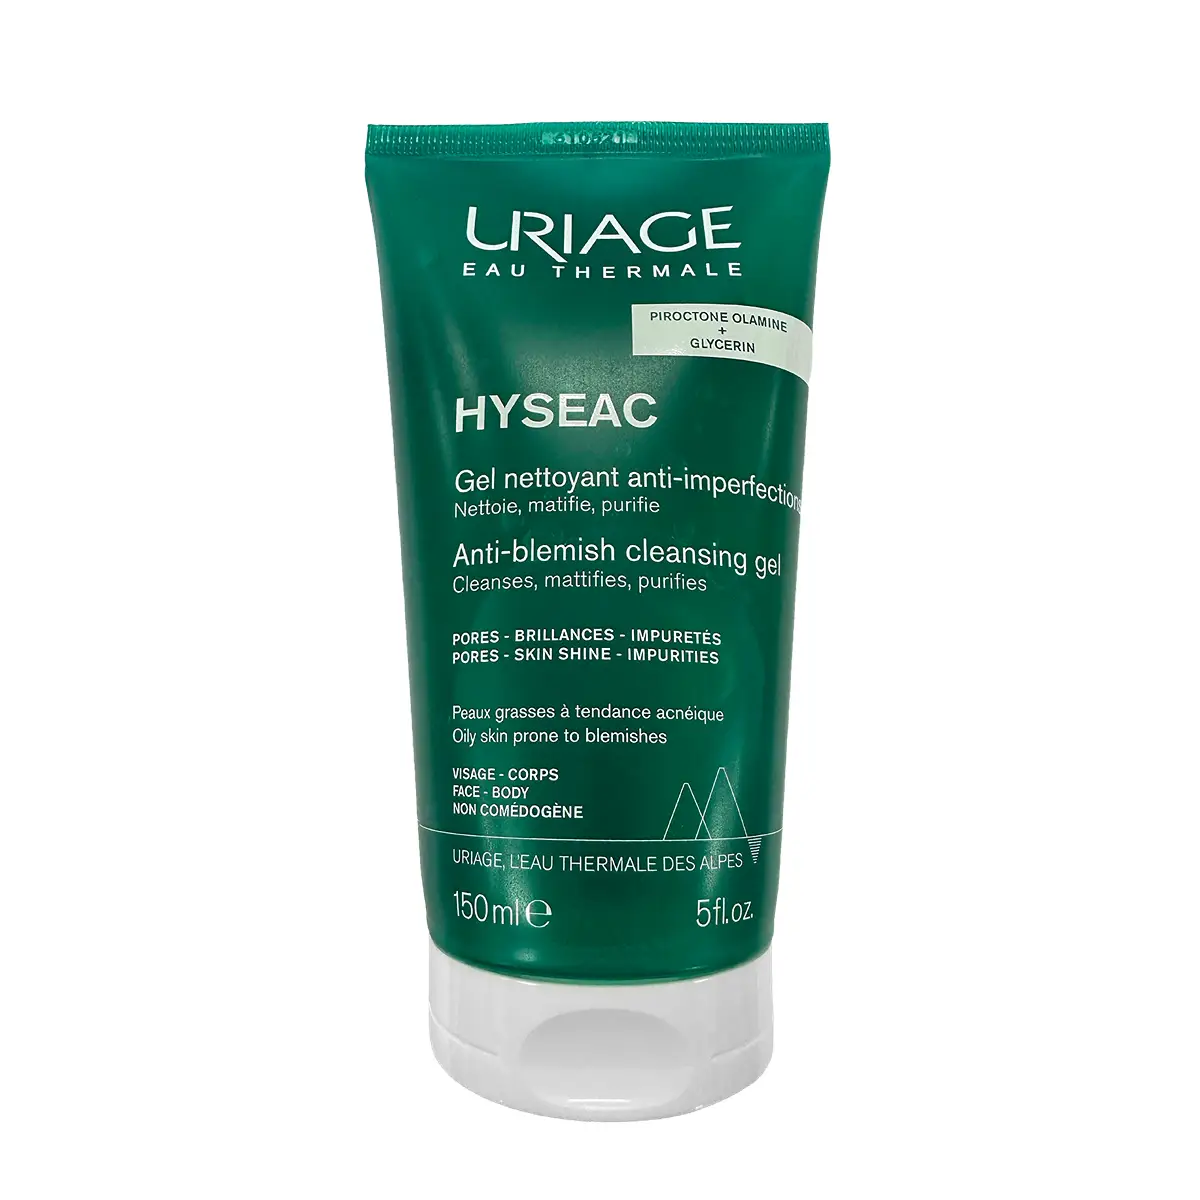 URIAGE
EAU THERMALE
PIROCTONE OLAMINE
+
GLYCERIN
HYSEAC
Gel nettoyant anti-imperfections
Nettoie, matifie, purifie
Anti-blemish cleansing gel
Cleanses, mattifies, purifies
PORES - BRILLANCES - IMPURETÉS
PORES - SKIN SHINE - IMPURITIES
Peaux grasses à tendance acnéique
Oily skin prone to blemishes
VISAGE - CORPS
FACE - BODY
NON COMÉDOGÈNE
URIAGE, L'EAU THERMALE DES ALPES
150 ml ℮ 5 fl. oz.